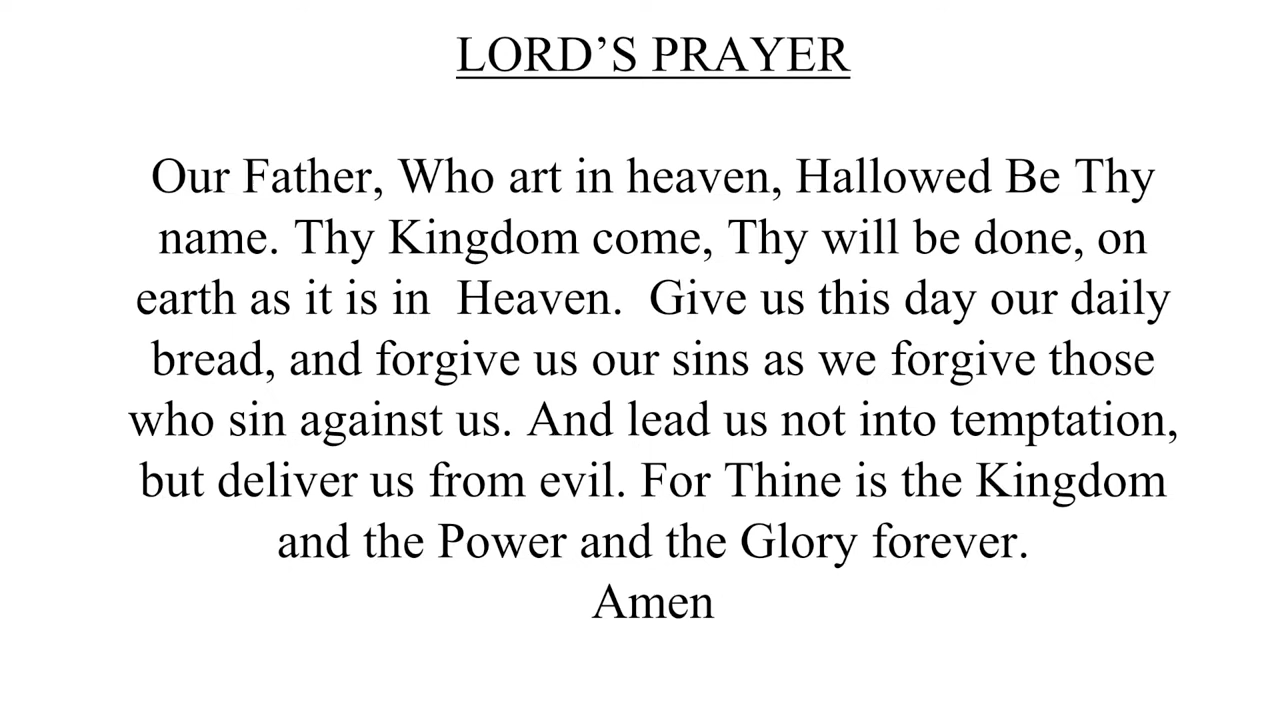 LORD’S PRAYER
Our Father, Who art in heaven, Hallowed Be Thy
name. Thy Kingdom come, Thy will be done, on
earth as it is in  Heaven.  Give us this day our daily
bread, and forgive us our sins as we forgive those
who sin against us. And lead us not into temptation,
but deliver us from evil. For Thine is the Kingdom
and the Power and the Glory forever.
Amen